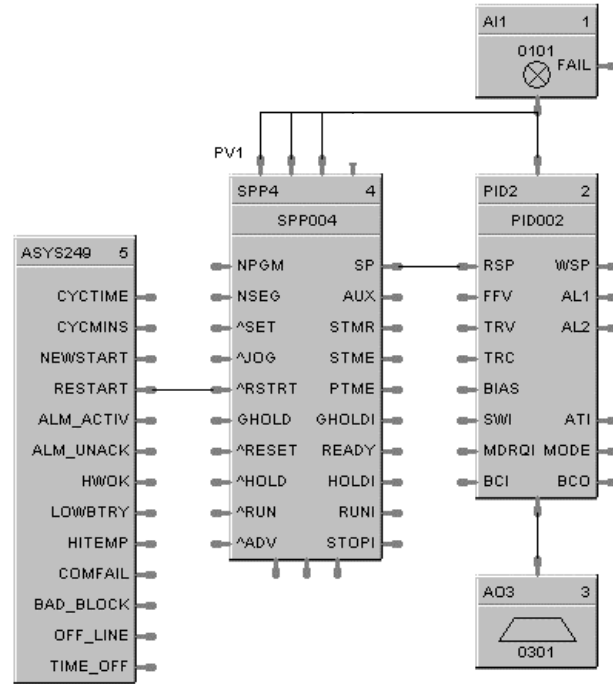 AI1 1
0101
FAIL
PV1
SPP4 4
SPP004
NPGM SP
NSEG AUX
^SET STMR
^JOG STME
^RSTRT PTME
GHOLD GHOLDI
^RESET READY
^HOLD HOLDI
^RUN RUNI
^ADV STOPI
PID2 2
PID002
RSP WSP
FFV AL1
TRV AL2
TRC
BIAS
SWI ATI
MDRQI MODE
BCI BCO
ASYS249 5
CYCTIME
CYCMINS
NEWSTART
RESTART
ALM_ACTIV
ALM_UNACK
HWOK
LOWBTRY
HITEMP
COMFAIL
BAD_BLOCK
OFF_LINE
TIME_OFF
AO3 3
0301